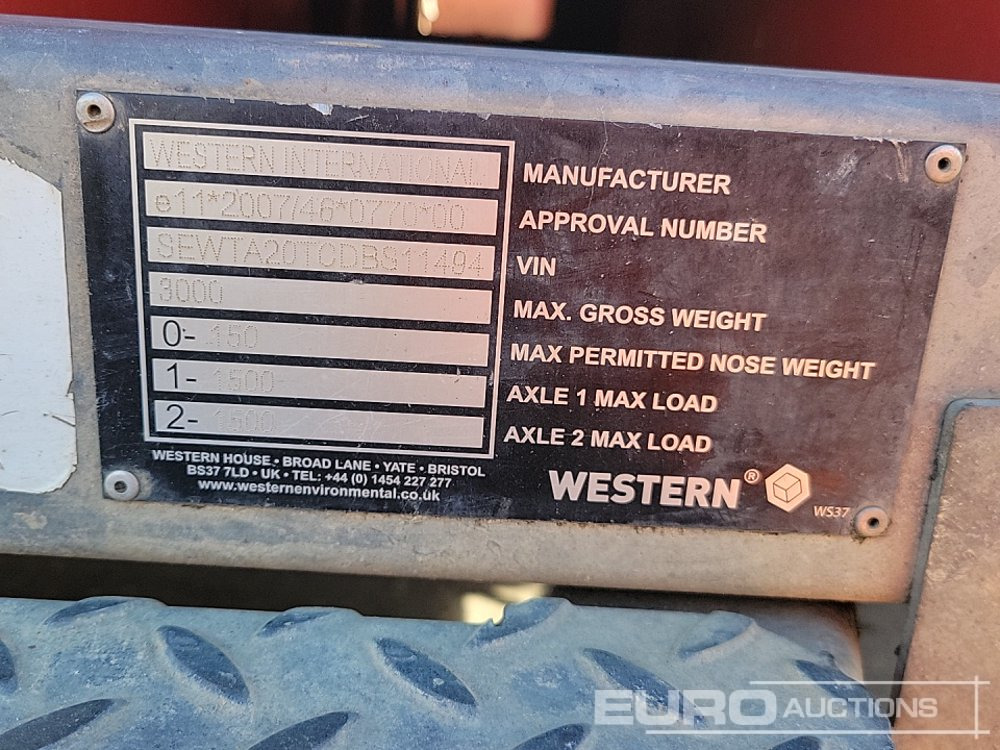 WESTERN INTERNATIONAL MANUFACTURER
e11*2007/46*0770*00 APPROVAL NUMBER
SEWTA20TCDBS11494 VIN
3000 MAX. GROSS WEIGHT
0- 150 MAX PERMITTED NOSE WEIGHT
1- 1500 AXLE 1 MAX LOAD
2- 1500 AXLE 2 MAX LOAD
WESTERN HOUSE • BROAD LANE • YATE • BRISTOL
BS37 7LD • UK • TEL: +44 (0) 1454 227 277
www.westernenvironmental.co.uk
WESTERN®
WS37
EURO AUCTIONS